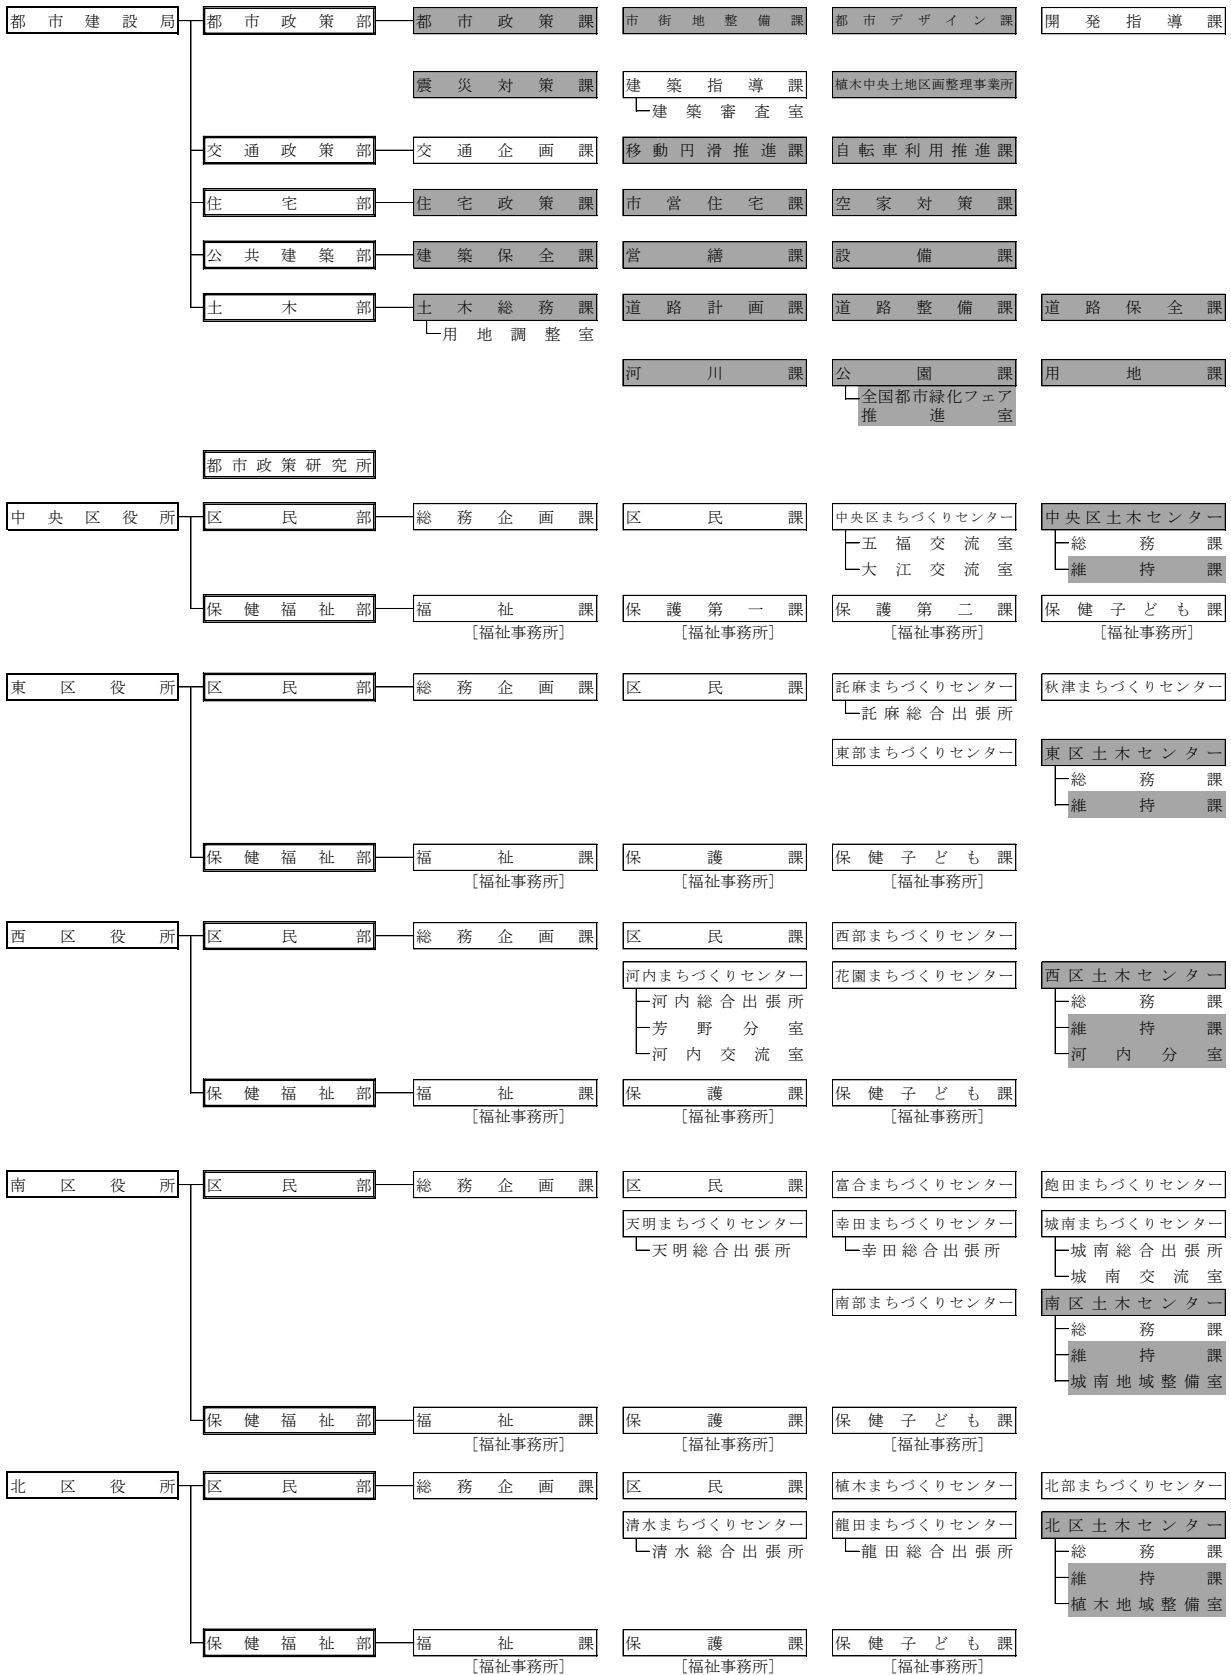 都市建設局 都市政策部 都市政策課 市街地整備課 都市デザイン課 開発指導課
震災対策課 建築指導課 植木中央土地区画整理事業所
建築審査室
交通政策部 交通企画課 移動円滑推進課 自転車利用推進課
住宅部 住宅政策課 市営住宅課 空家対策課
公共建築部 建築保全課 営繕課 設備課
土木部 土木総務課 道路計画課 道路整備課 道路保全課
用地調整室
河川課 公園課 用地課
全国都市緑化フェア
推進室
都市政策研究所
中央区役所 区民部 総務企画課 区民課 中央区まちづくりセンター 中央区土木センター
五福交流室 総務課
大江交流室 維持課
保健福祉部 福祉課 保護第一課 保護第二課 保健子ども課
[福祉事務所] [福祉事務所] [福祉事務所] [福祉事務所]
東区役所 区民部 総務企画課 区民課 託麻まちづくりセンター 秋津まちづくりセンター
託麻総合出張所
東部まちづくりセンター 東区土木センター
総務課
維持課
保健福祉部 福祉課 保護課 保健子ども課
[福祉事務所] [福祉事務所] [福祉事務所]
西区役所 区民部 総務企画課 区民課 西部まちづくりセンター
河内まちづくりセンター 花園まちづくりセンター 西区土木センター
河内総合出張所 総務課
芳野分室 維持課
河内交流室 河内分室
保健福祉部 福祉課 保護課 保健子ども課
[福祉事務所] [福祉事務所] [福祉事務所]
南区役所 区民部 総務企画課 区民課 富合まちづくりセンター 飽田まちづくりセンター
天明まちづくりセンター 幸田まちづくりセンター 城南まちづくりセンター
天明総合出張所 幸田総合出張所 城南総合出張所
城南交流室
南部まちづくりセンター 南区土木センター
総務課
維持課
城南地域整備室
保健福祉部 福祉課 保護課 保健子ども課
[福祉事務所] [福祉事務所] [福祉事務所]
北区役所 区民部 総務企画課 区民課 植木まちづくりセンター 北部まちづくりセンター
清水まちづくりセンター 龍田まちづくりセンター 北区土木センター
清水総合出張所 龍田総合出張所 総務課
維持課
植木地域整備室
保健福祉部 福祉課 保護課 保健子ども課
[福祉事務所] [福祉事務所] [福祉事務所]